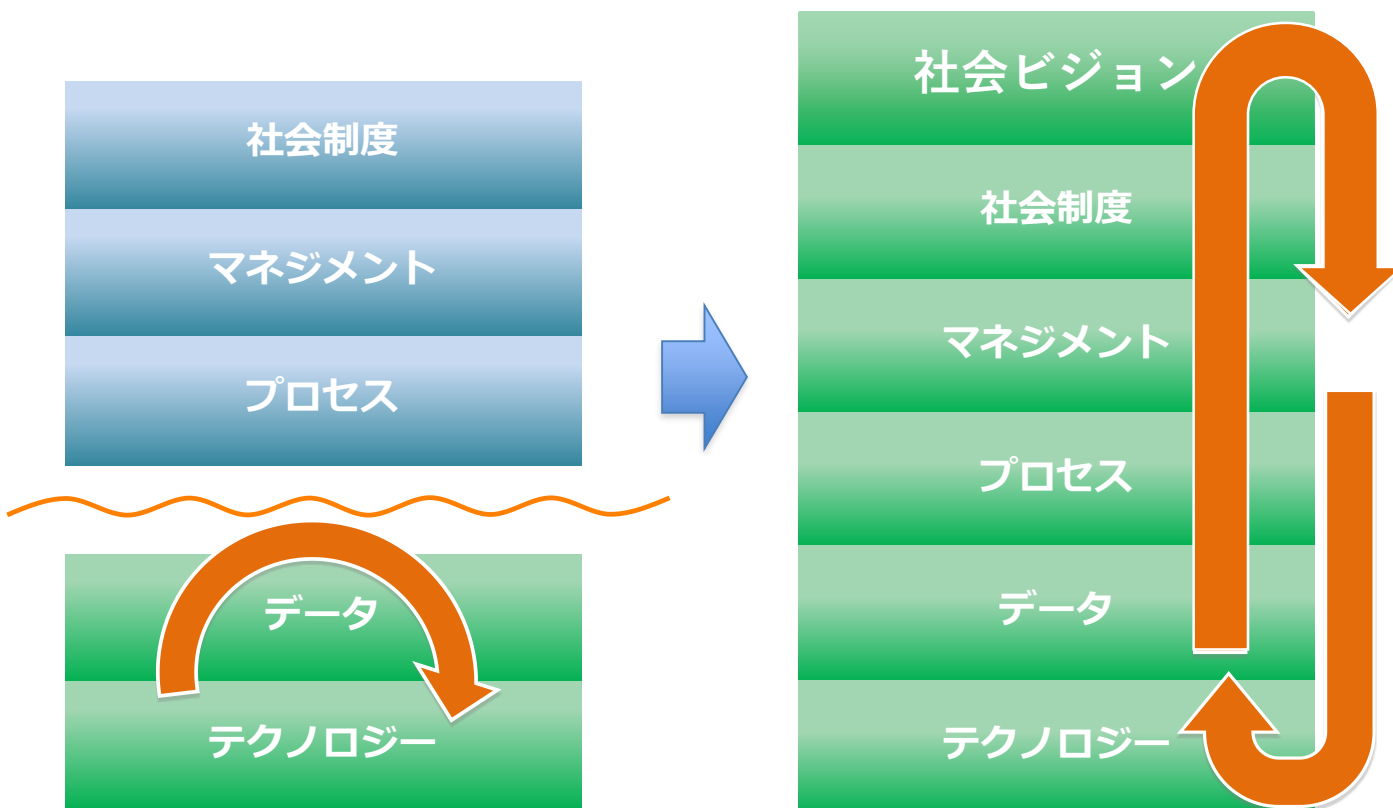 社会制度
マネジメント
プロセス
データ
テクノロジー
社会ビジョン
社会制度
マネジメント
プロセス
データ
テクノロジー